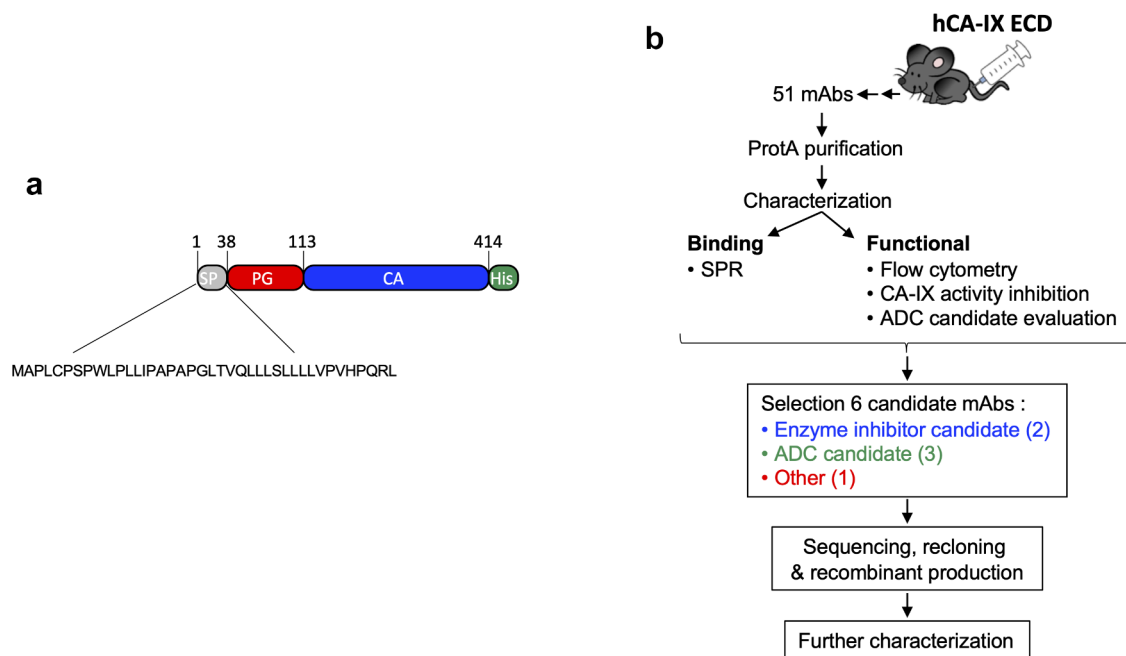 a
1 38 113 414
SP PG CA His
MAPLCPSPWLPLLIPAPAPGLTVQLLLSLLLLVPVHPQRL
b
hCA-IX ECD
51 mAbs
ProtA purification
Characterization
Binding
• SPR
Functional
• Flow cytometry
• CA-IX activity inhibition
• ADC candidate evaluation
Selection 6 candidate mAbs :
• Enzyme inhibitor candidate (2)
• ADC candidate (3)
• Other (1)
Sequencing, recloning
& recombinant production
Further characterization